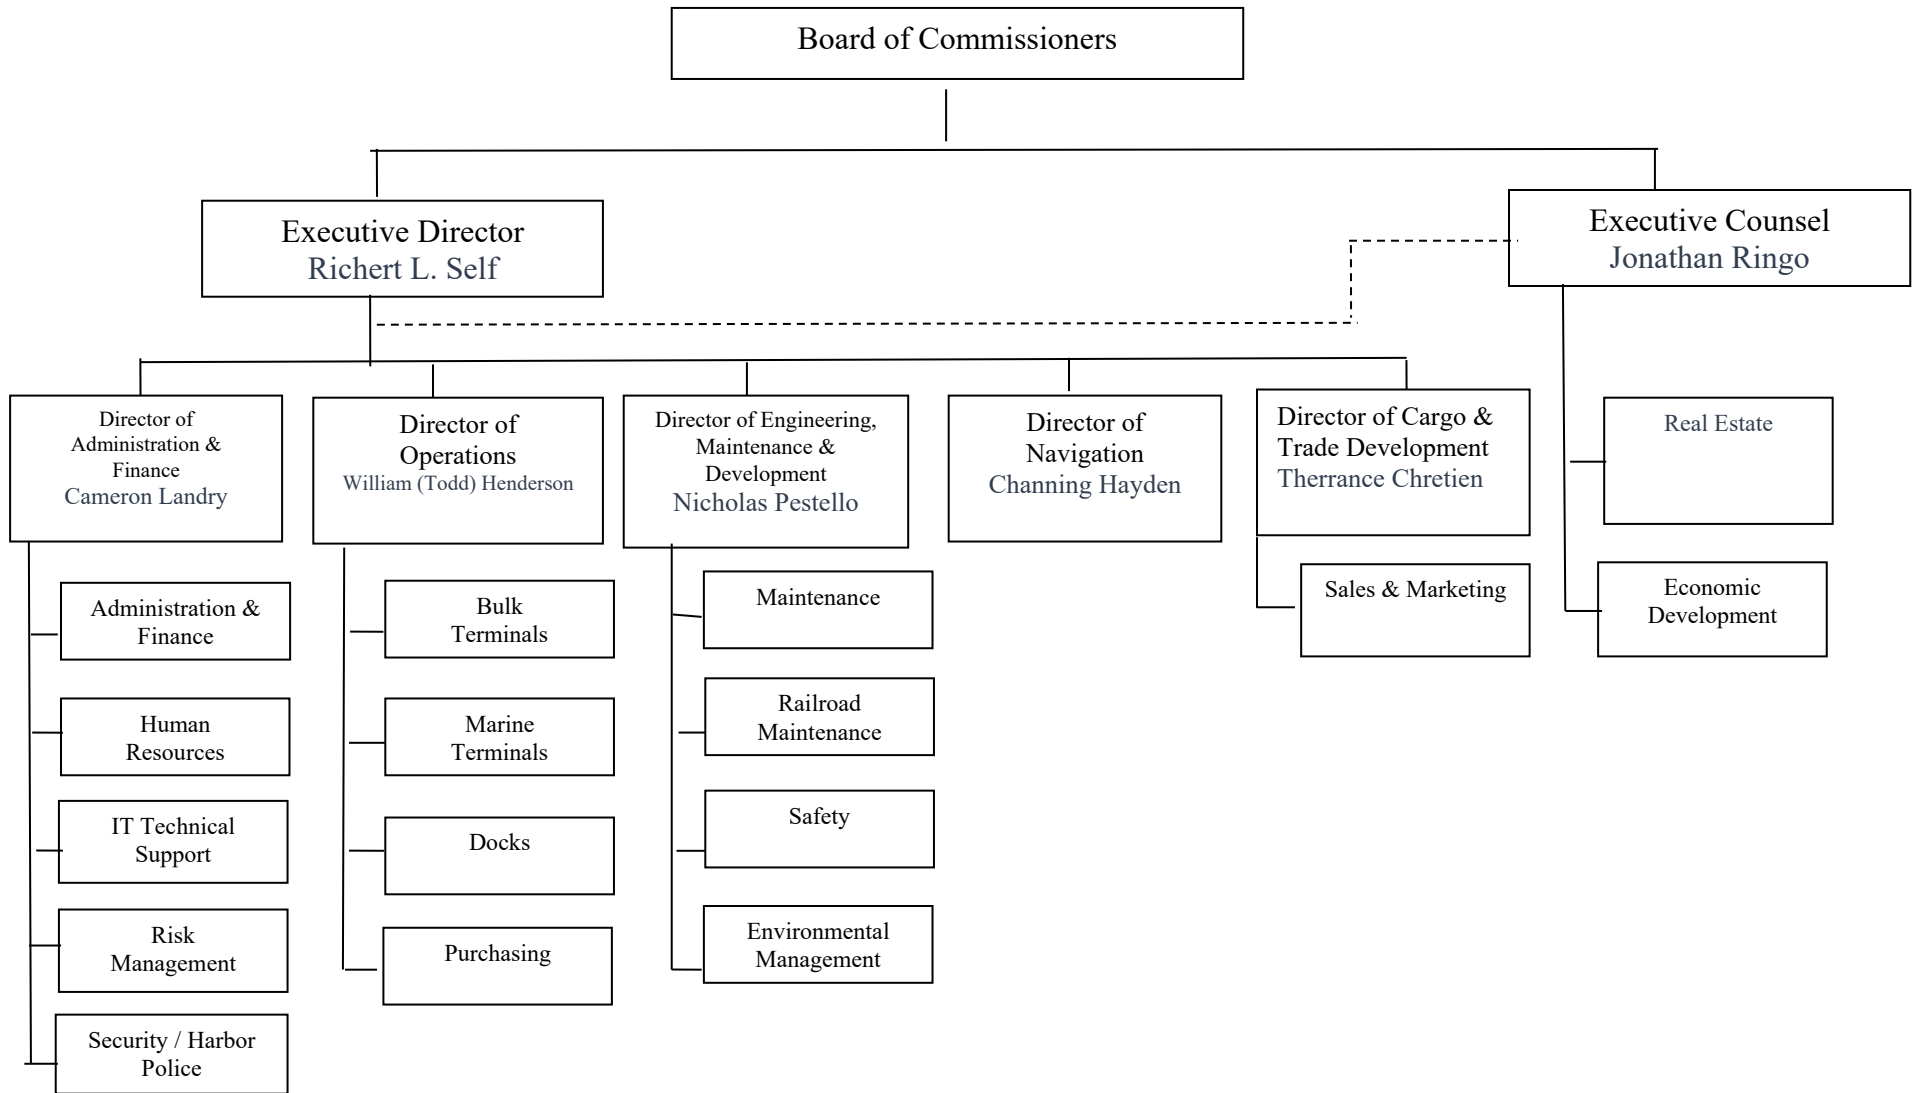 Board of Commissioners
Executive Director
Richert L. Self
Executive Counsel
Jonathan Ringo
Director of
Administration &
Finance
Cameron Landry
Director of
Operations
William (Todd) Henderson
Director of Engineering,
Maintenance &
Development
Nicholas Pestello
Director of
Navigation
Channing Hayden
Director of Cargo &
Trade Development
Therrance Chretien
Real Estate
Administration &
Finance
Human
Resources
IT Technical
Support
Risk
Management
Security / Harbor
Police
Bulk
Terminals
Marine
Terminals
Docks
Purchasing
Maintenance
Railroad
Maintenance
Safety
Environmental
Management
Sales & Marketing
Economic
Development